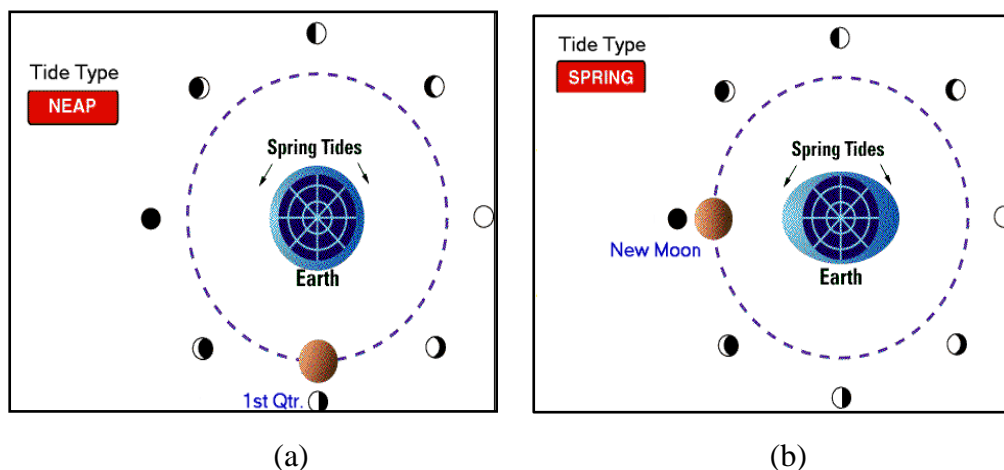 Tide Type
NEAP
Spring Tides
Earth
1st Qtr.
(a)
Tide Type
SPRING
Spring Tides
New Moon
Earth
(b)